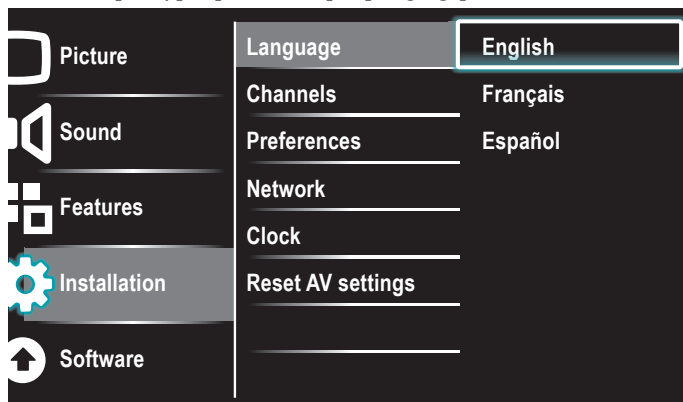 Picture
Sound
Features
Installation
Software
Language
Channels
Preferences
Network
Clock
Reset AV settings
English
Français
Español